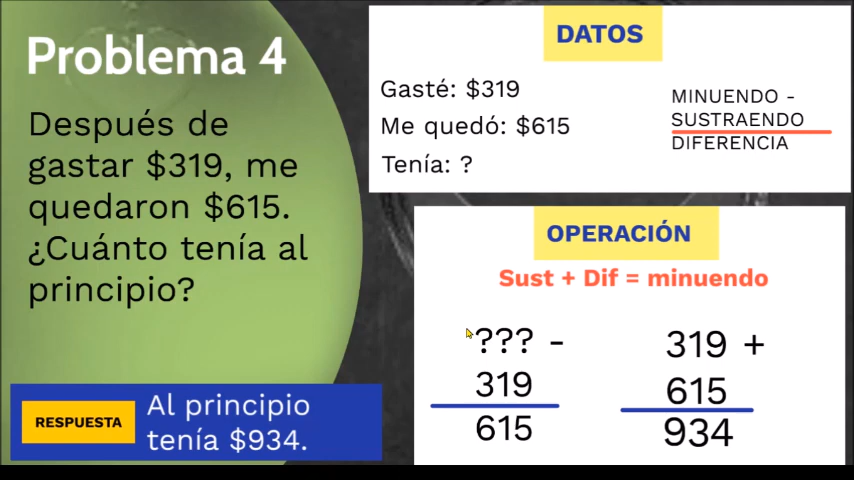 Problema 4
Después de
gastar $319, me
quedaron $615.
¿Cuánto tenía al
principio?
RESPUESTA
Al principio
tenía $934.
DATOS
Gasté: $319
Me quedó: $615
Tenía: ?
MINUENDO -
SUSTRAENDO
DIFERENCIA
OPERACIÓN
Sust + Dif = minuendo
??? -
319
615
319 +
615
934